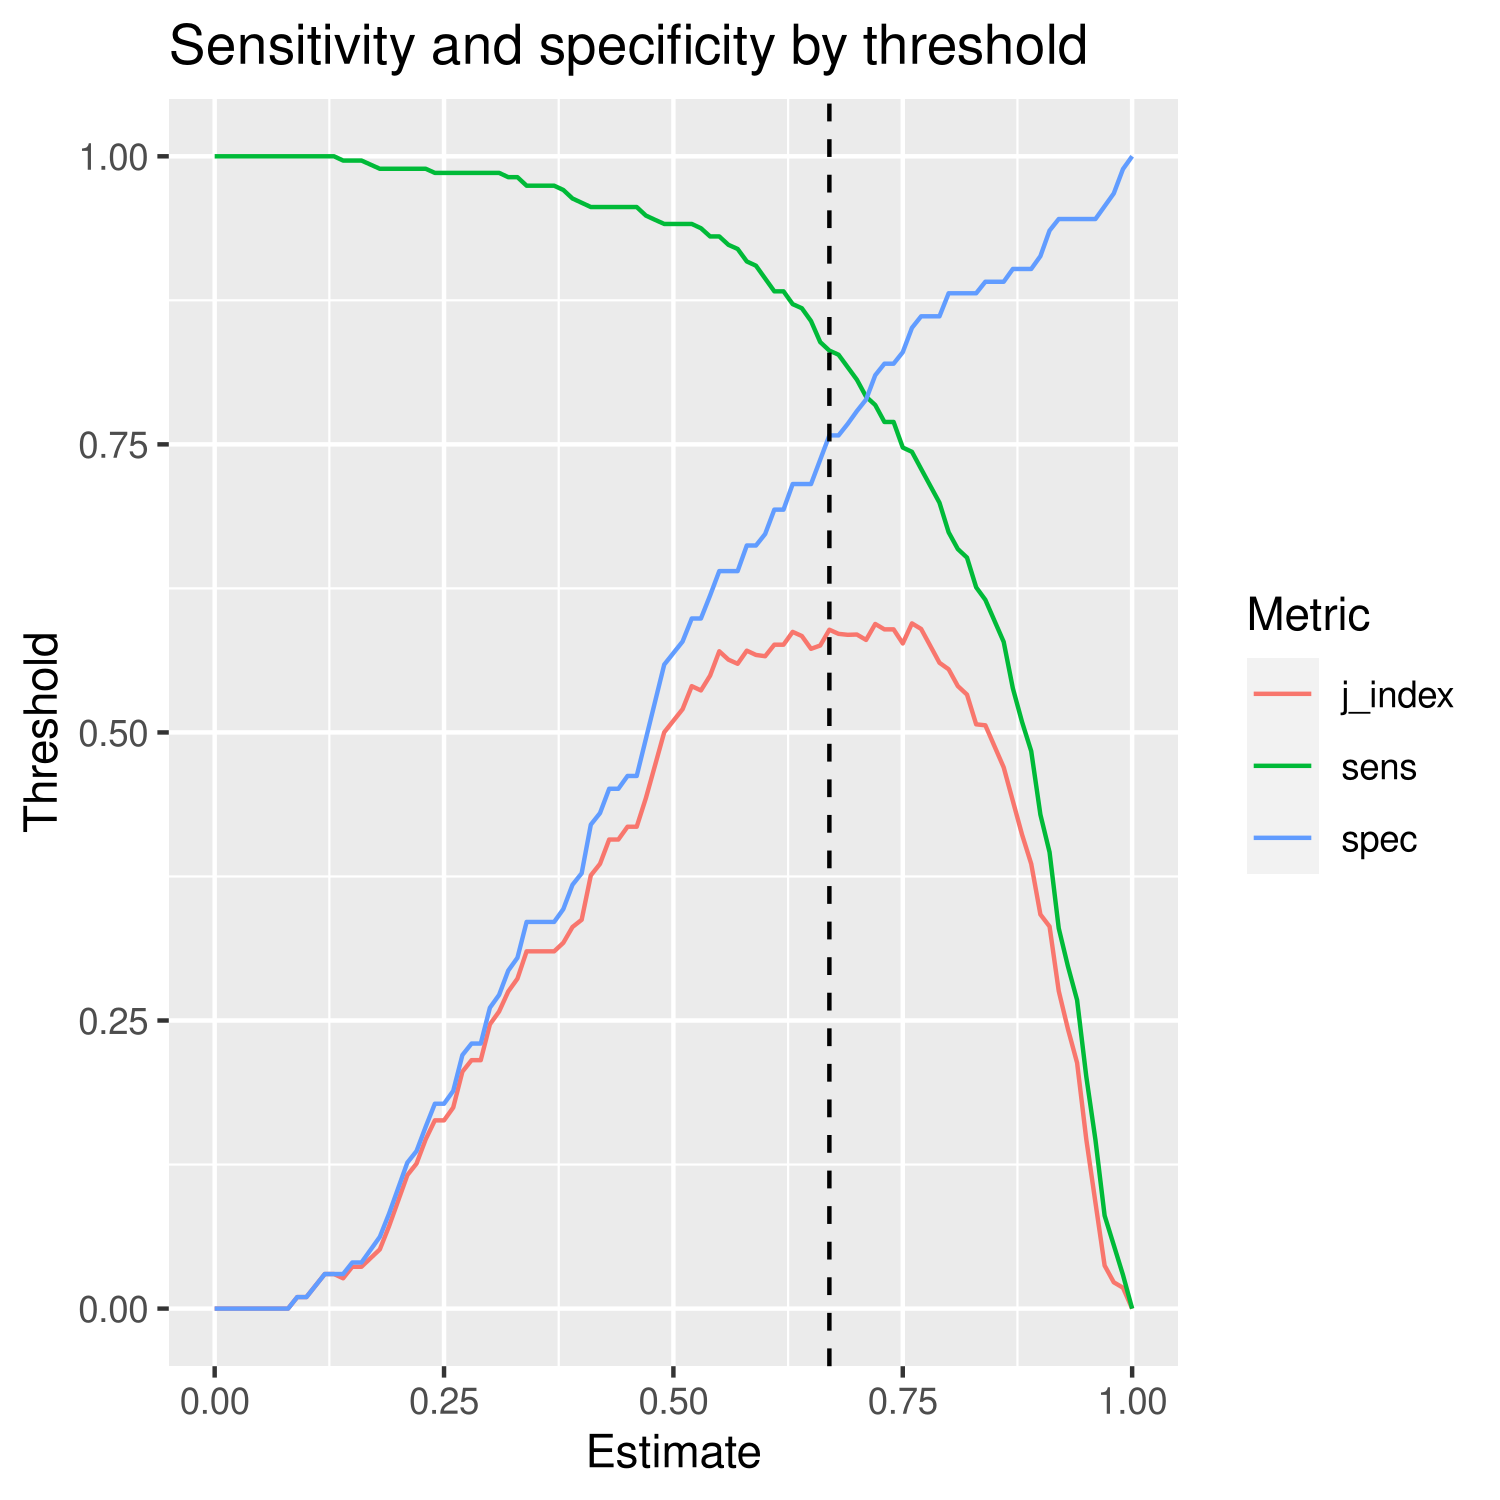 Sensitivity and specificity by threshold
1.00
0.75
0.50
0.25
0.00
Threshold
0.00 0.25 0.50 0.75 1.00
Estimate
Metric
j_index
sens
spec